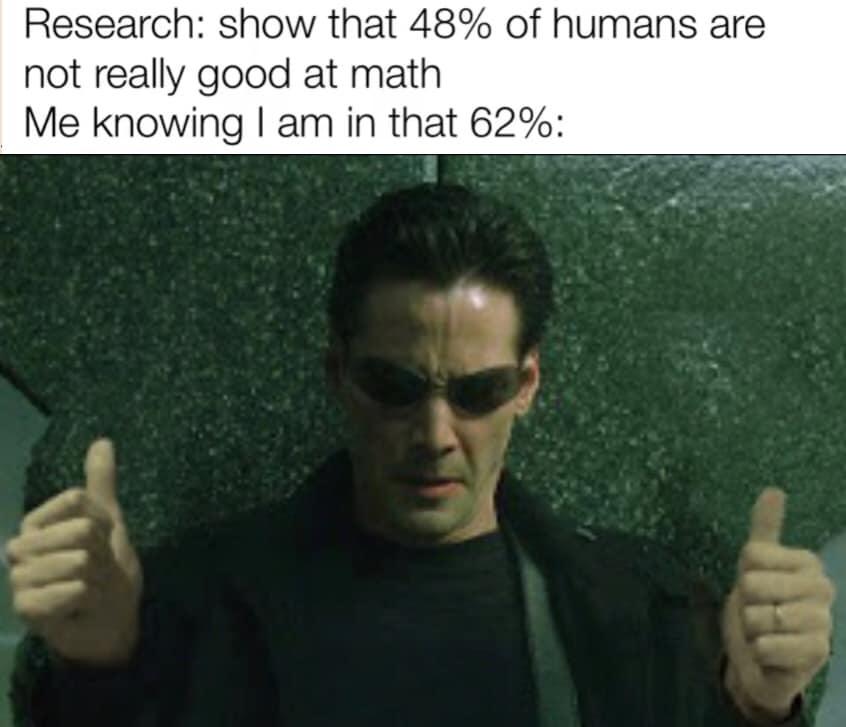 Research: show that 48% of humans are
not really good at math
Me knowing I am in that 62%: